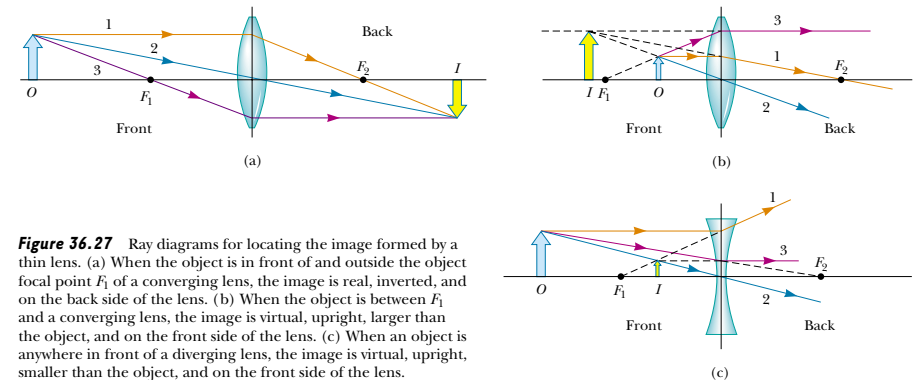 1
Back
2
3
O
F1
F2
I
Front
(a)
3
1
F2
I F1
O
2
Front
Back
(b)
1
3
F2
O
F1
I
2
Front
Back
(c)
Figure 36.27 Ray diagrams for locating the image formed by a
thin lens. (a) When the object is in front of and outside the object
focal point F1 of a converging lens, the image is real, inverted, and
on the back side of the lens. (b) When the object is between F1
and a converging lens, the image is virtual, upright, larger than
the object, and on the front side of the lens. (c) When an object is
anywhere in front of a diverging lens, the image is virtual, upright,
smaller than the object, and on the front side of the lens.